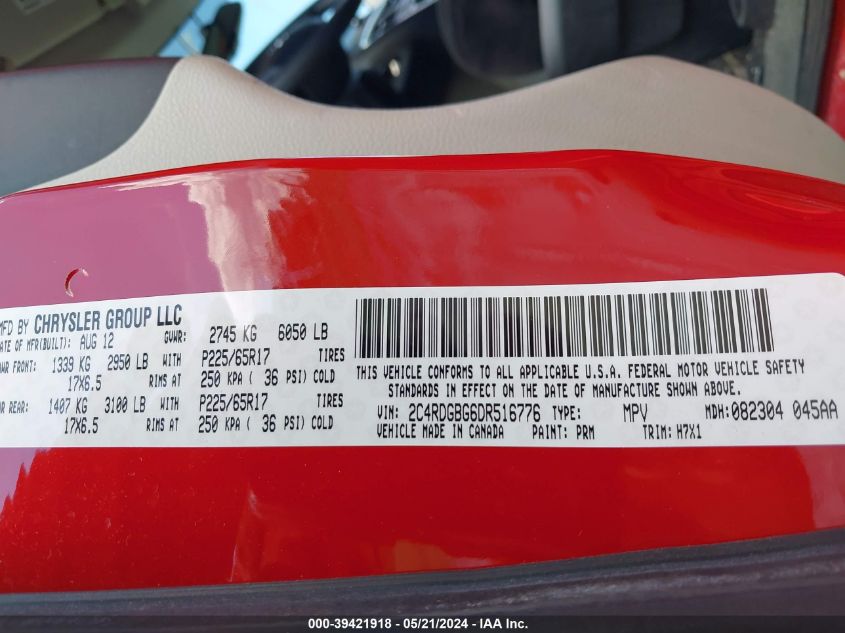 MFD BY CHRYSLER GROUP LLC
DATE OF MFR(BUILT): AUG 12 GVWR: 2745 KG 6050 LB
FRONT: 1339 KG 2950 LB WITH P225/65R17 TIRES
17X6.5 RIMS AT 250 KPA ( 36 PSI) COLD
REAR: 1407 KG 3100 LB WITH P225/65R17 TIRES
17X6.5 RIMS AT 250 KPA ( 36 PSI) COLD
THIS VEHICLE CONFORMS TO ALL APPLICABLE U.S.A. FEDERAL MOTOR VEHICLE SAFETY
STANDARDS IN EFFECT ON THE DATE OF MANUFACTURE SHOWN ABOVE.
VIN: 2C4RDGBG6DR516776 TYPE: MPV MDH:082304 045AA
VEHICLE MADE IN CANADA PAINT: PRM TRIM: H7X1
000-39421918 - 05/21/2024 - IAA Inc.